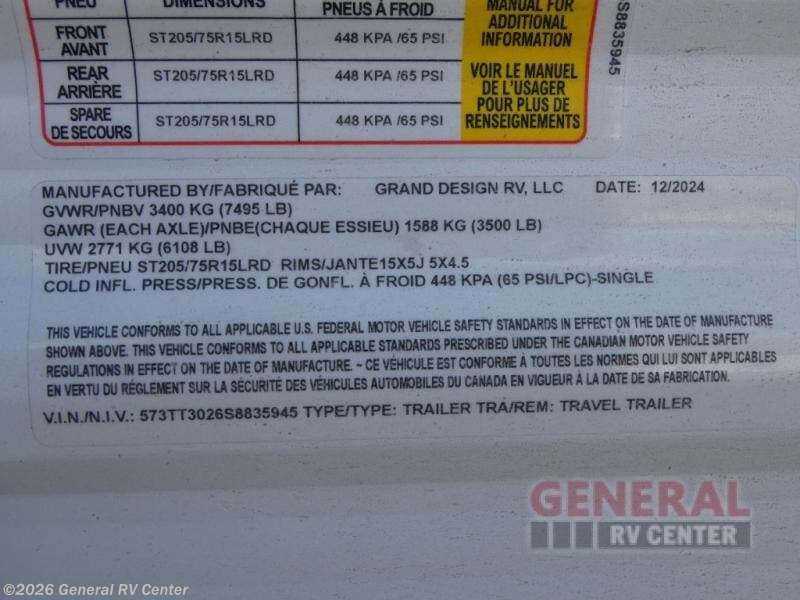 PNEU DIMENSIONS PNEUS À FROID MANUAL FOR
ADDITIONAL
INFORMATION
FRONT
AVANT ST205/75R15LRD 448 KPA /65 PSI
REAR
ARRIÈRE ST205/75R15LRD 448 KPA /65 PSI
SPARE
DE SECOURS ST205/75R15LRD 448 KPA /65 PSI
VOIR LE MANUEL
DE L'USAGER
POUR PLUS DE
RENSEIGNEMENTS
S8835945
MANUFACTURED BY/FABRIQUÉ PAR: GRAND DESIGN RV, LLC DATE: 12/2024
GVWR/PNBV 3400 KG (7495 LB)
GAWR (EACH AXLE)/PNBE(CHAQUE ESSIEU) 1588 KG (3500 LB)
UVW 2771 KG (6108 LB)
TIRE/PNEU ST205/75R15LRD RIMS/JANTE15X5J 5X4.5
COLD INFL. PRESS/PRESS. DE GONFL. À FROID 448 KPA (65 PSI/LPC)-SINGLE
THIS VEHICLE CONFORMS TO ALL APPLICABLE U.S. FEDERAL MOTOR VEHICLE SAFETY STANDARDS IN EFFECT ON THE DATE OF MANUFACTURE
SHOWN ABOVE. THIS VEHICLE CONFORMS TO ALL APPLICABLE STANDARDS PRESCRIBED UNDER THE CANADIAN MOTOR VEHICLE SAFETY
REGULATIONS IN EFFECT ON THE DATE OF MANUFACTURE. ~ CE VÉHICULE EST CONFORME À TOUTES LES NORMES QUI LUI SONT APPLICABLES
EN VERTU DU RÉGLEMENT SUR LA SÉCURITÉ DES VÉHICULES AUTOMOBILES DU CANADA EN VIGUEUR À LA DATE DE SA FABRICATION.
V.I.N./N.I.V.: 573TT3026S8835945 TYPE/TYPE: TRAILER TRA/REM: TRAVEL TRAILER
GENERAL
RV CENTER
©2026 General RV Center